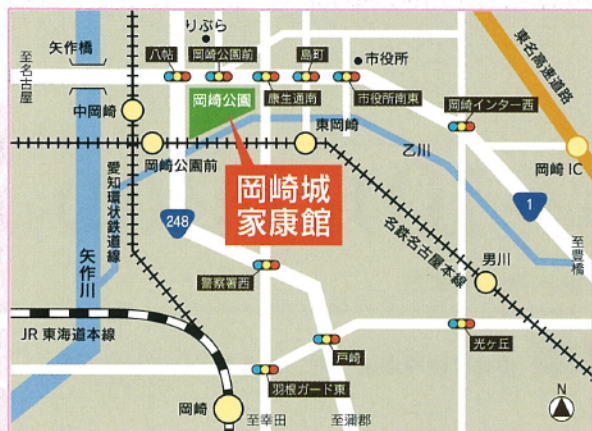 りぶら
矢作橋
至名古屋
八帖
岡崎公園前
島町
市役所
東名高速道路
岡崎公園
康生通南
市役所南東
岡崎インター西
中岡崎
岡崎公園前
東岡崎
乙川
岡崎IC
愛知環状鉄道線
岡崎城
家康館
248
1
至豊橋
名鉄名古屋本線
矢作川
警察署西
男川
JR東海道本線
戸崎
光ヶ丘
羽根ガード東
岡崎
至幸田
至蒲郡
N